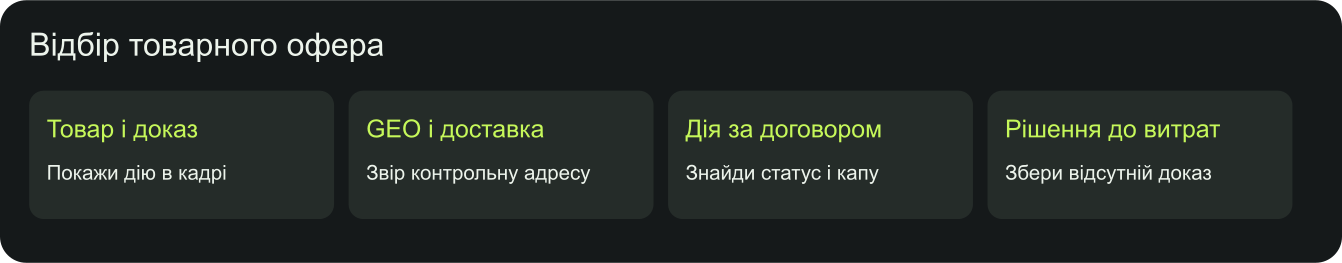 Відбір товарного офера
Товар і доказ
Покажи дію в кадрі
GEO і доставка
Звір контрольну адресу
Дія за договором
Знайди статус і капу
Рішення до витрат
Збери відсутній доказ